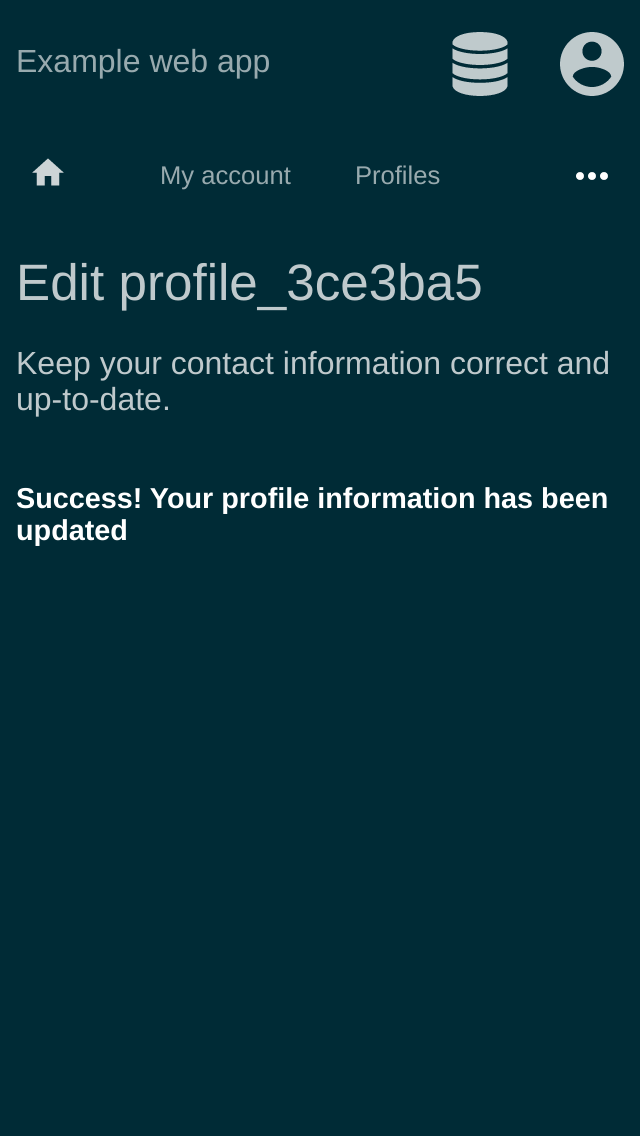 Example web app
My account Profiles
Edit profile_3ce3ba5
Keep your contact information correct and
up-to-date.
Success! Your profile information has been
updated